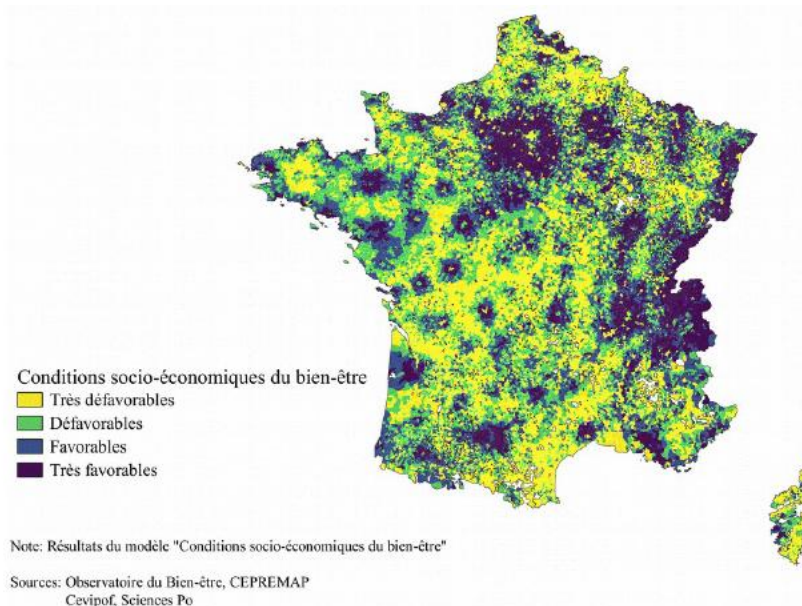 Conditions socio-économiques du bien-être
Très défavorables
Défavorables
Favorables
Très favorables
Note: Résultats du modèle "Conditions socio-économiques du bien-être"
Sources: Observatoire du Bien-être, CEPREMAP
Cevipof, Sciences Po